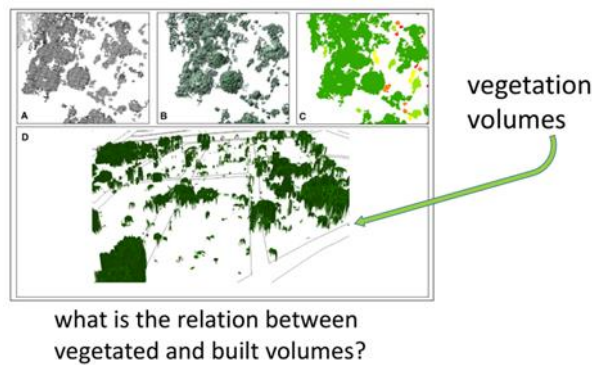 A
B
C
D
vegetation
volumes
what is the relation between
vegetated and built volumes?